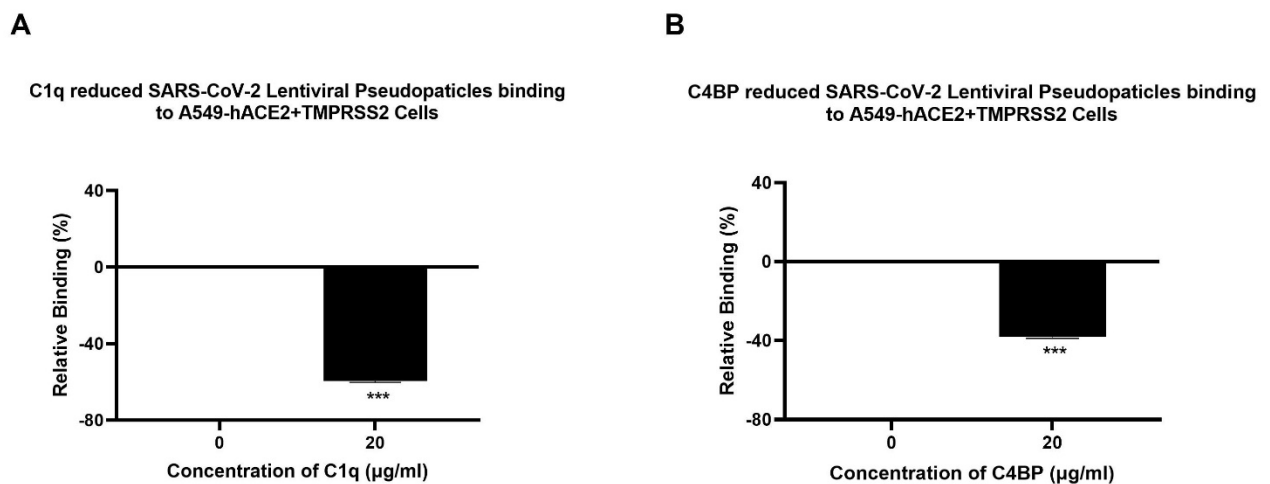 A
C1q reduced SARS-CoV-2 Lentiviral Pseudopaticles binding
to A549-hACE2+TMPRSS2 Cells
Relative Binding (%)
40
0
-40
-80
***
0
20
Concentration of C1q (µg/ml)
B
C4BP reduced SARS-CoV-2 Lentiviral Pseudopaticles binding
to A549-hACE2+TMPRSS2 Cells
Relative Binding (%)
40
0
-40
-80
***
0
20
Concentration of C4BP (µg/ml)